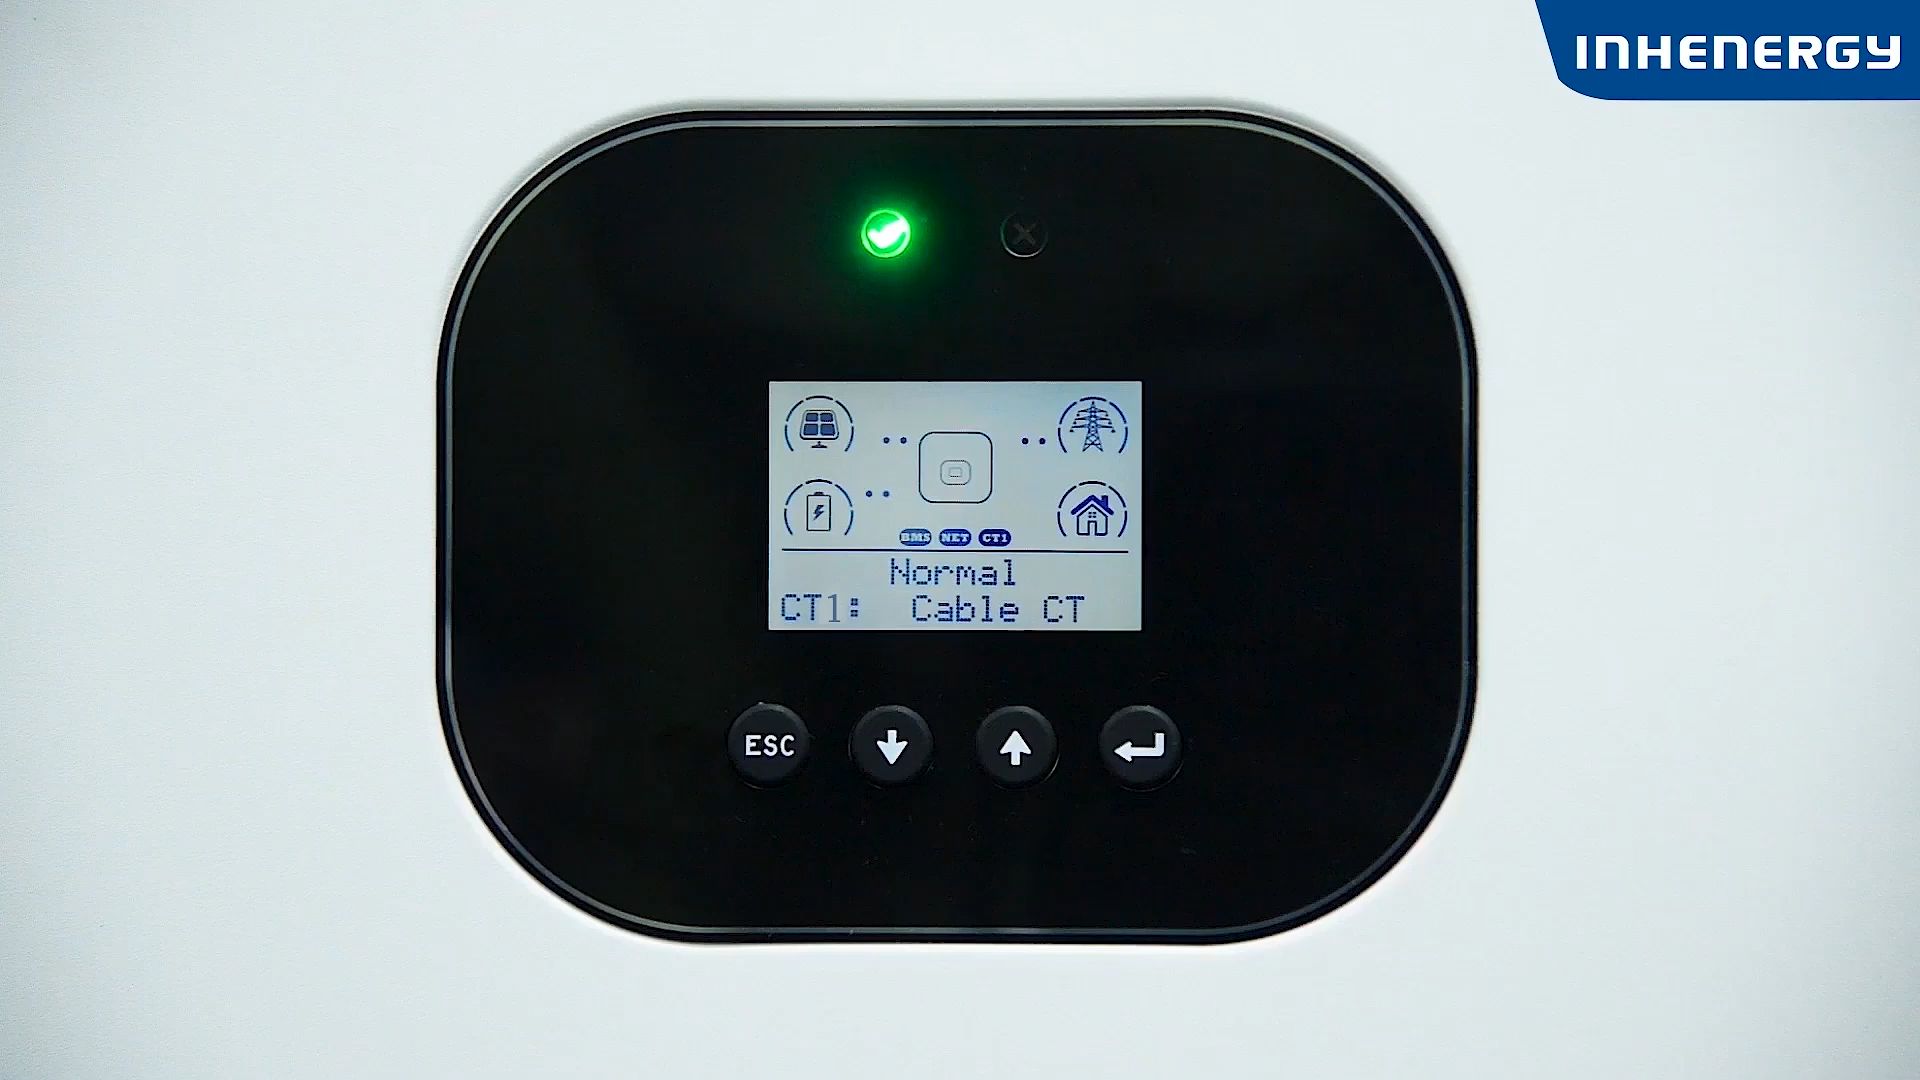 INHENERGY
BMS NET CT1
Normal
CT1: Cable CT
ESC